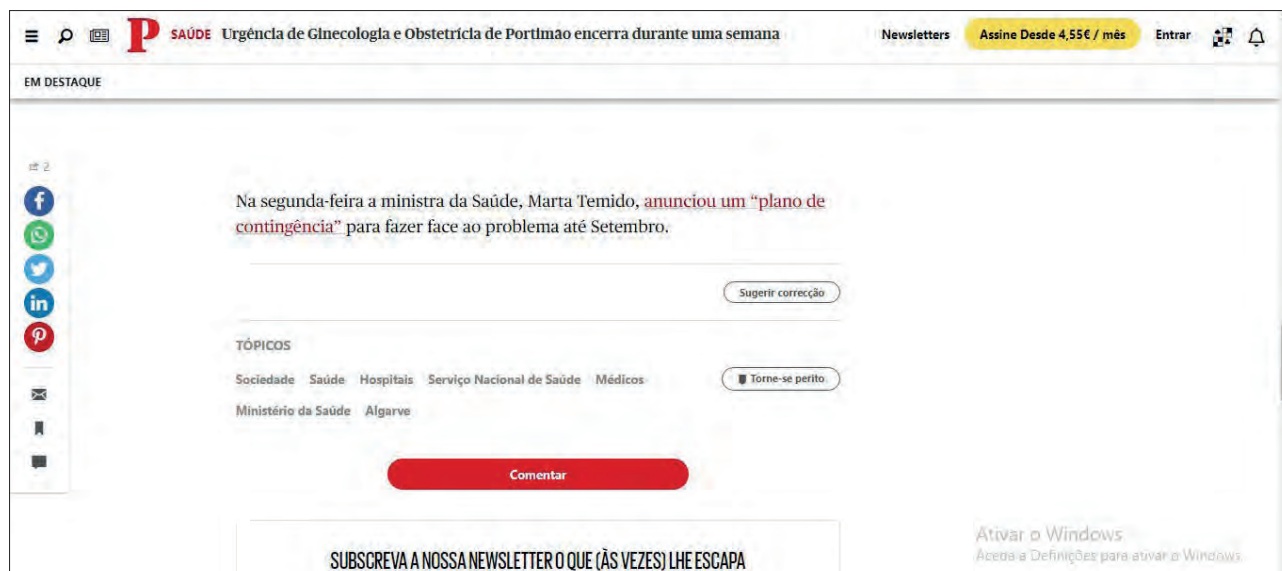 P SAÚDE Urgência de Ginecologia e Obstetrícia de Portimão encerra durante uma semana Newsletters Assine Desde 4,55€ / mês Entrar
EM DESTAQUE
2
Na segunda-feira a ministra da Saúde, Marta Temido, anunciou um “plano de
contingência” para fazer face ao problema até Setembro.
Sugerir correcção
TÓPICOS
Sociedade Saúde Hospitais Serviço Nacional de Saúde Médicos
Torne-se perito
Ministério da Saúde Algarve
Comentar
SUBSCREVA A NOSSA NEWSLETTER O QUE (ÀS VEZES) LHE ESCAPA
Ativar o Windows
Aceda a Definições para ativar o Windows.